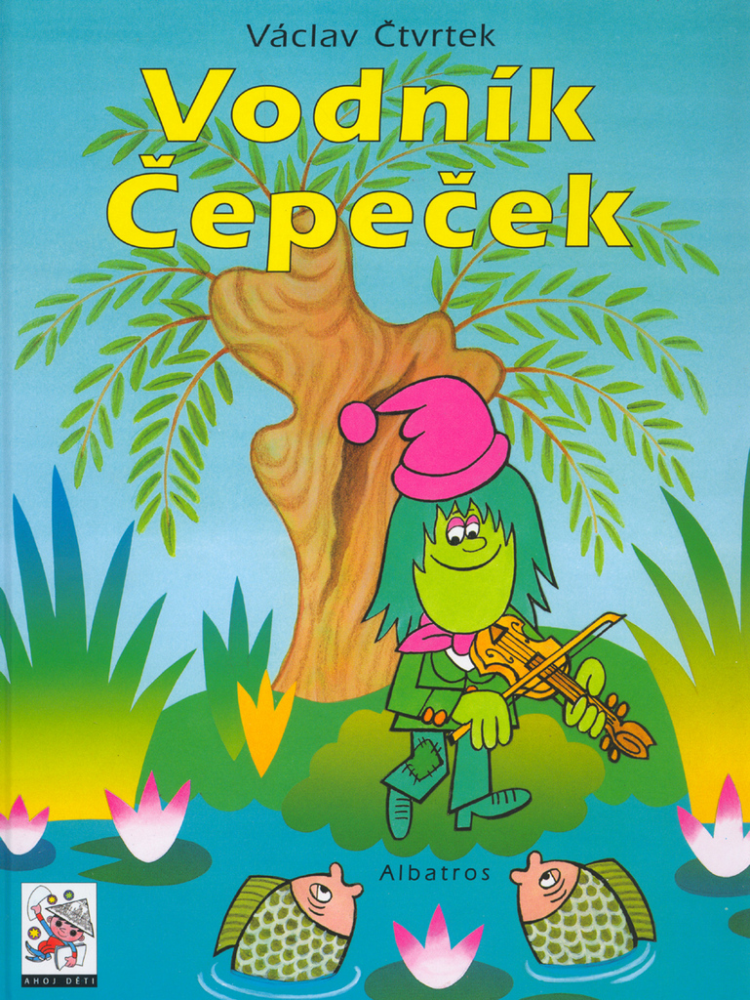 Václav Čtvrtek
Vodník
Čepeček
Albatros
AHOJ DĚTI